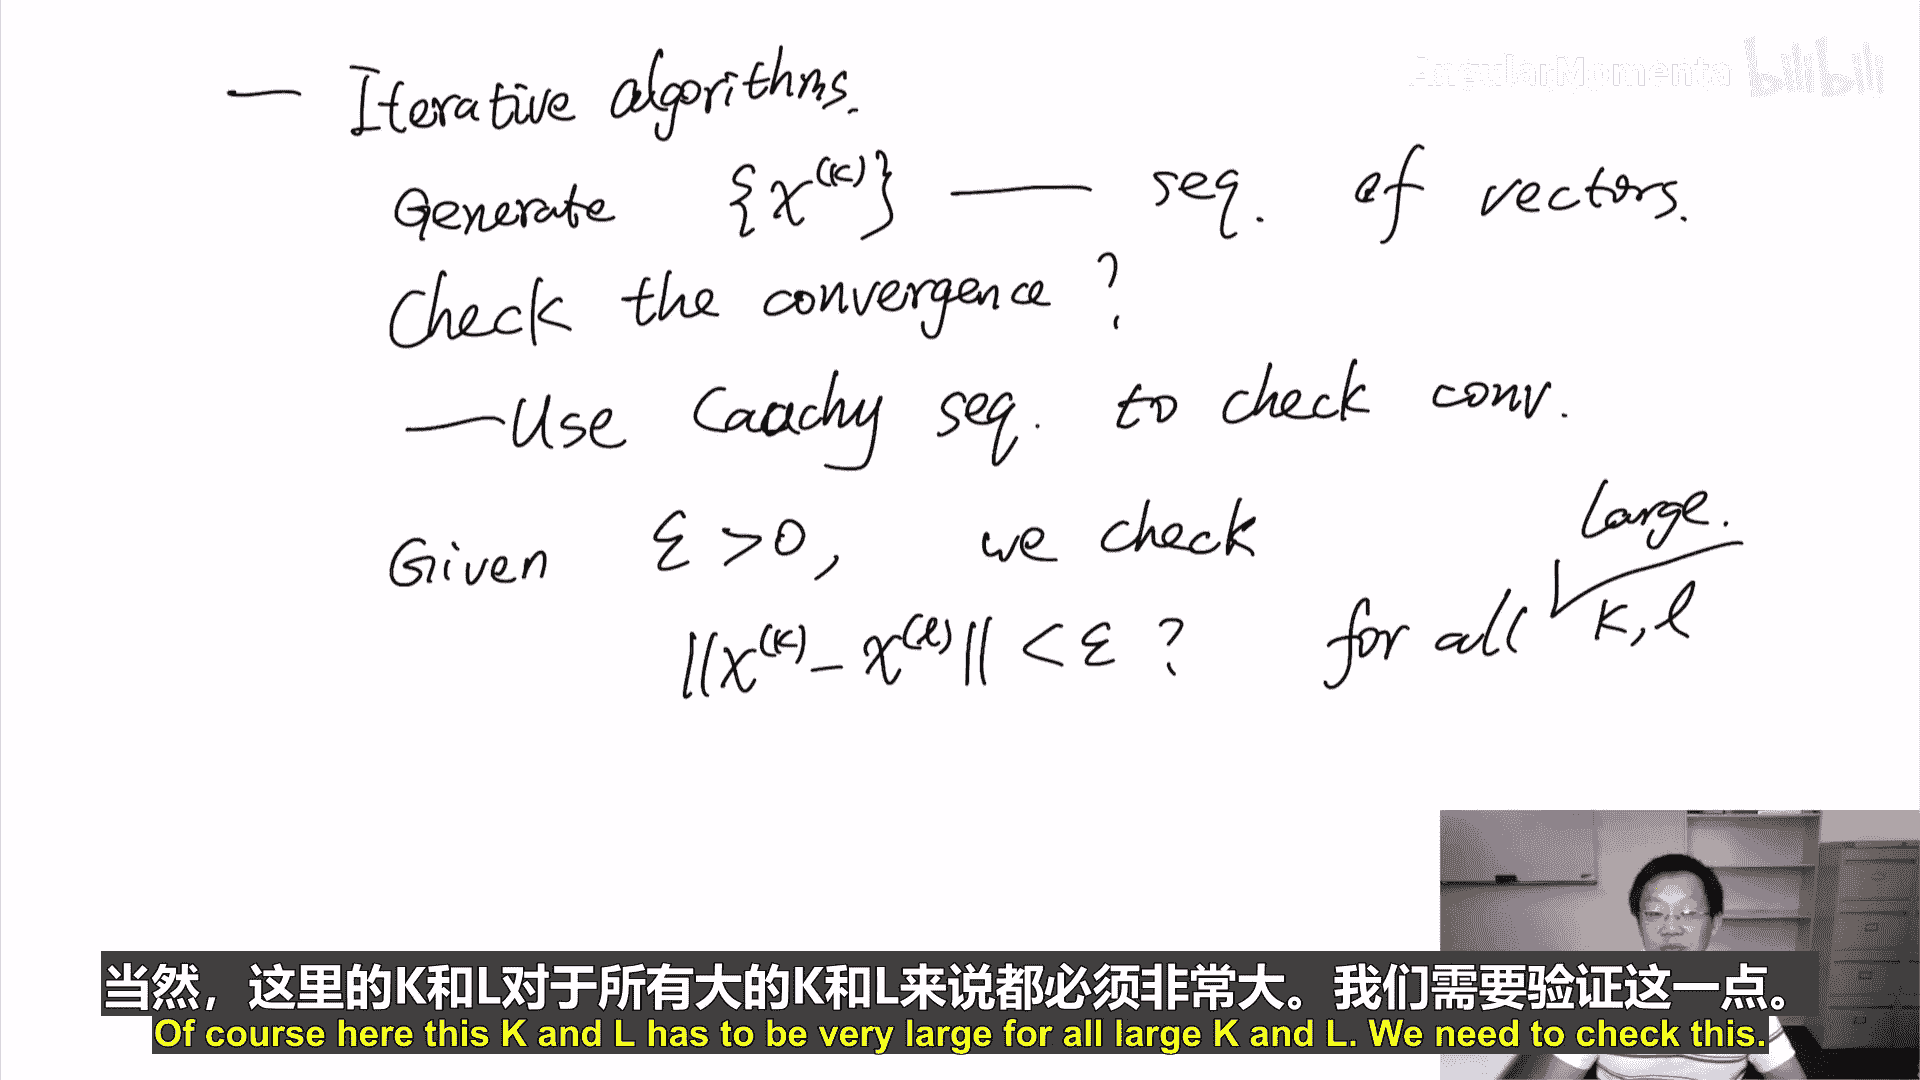 AngularMomenta bilibili
— Iterative algorithms.
Generate {x^(k)} — seq. of vectors.
Check the convergence ?
— Use Caachy seq. to check conv.
Given ε > 0, we check
large.
||x^(k) - x^(l)|| < ε ? for all k, l
当然，这里的K和L对于所有大的K和L来说都必须非常大。我们需要验证这一点。
Of course here this K and L has to be very large for all large K and L. We need to check this.